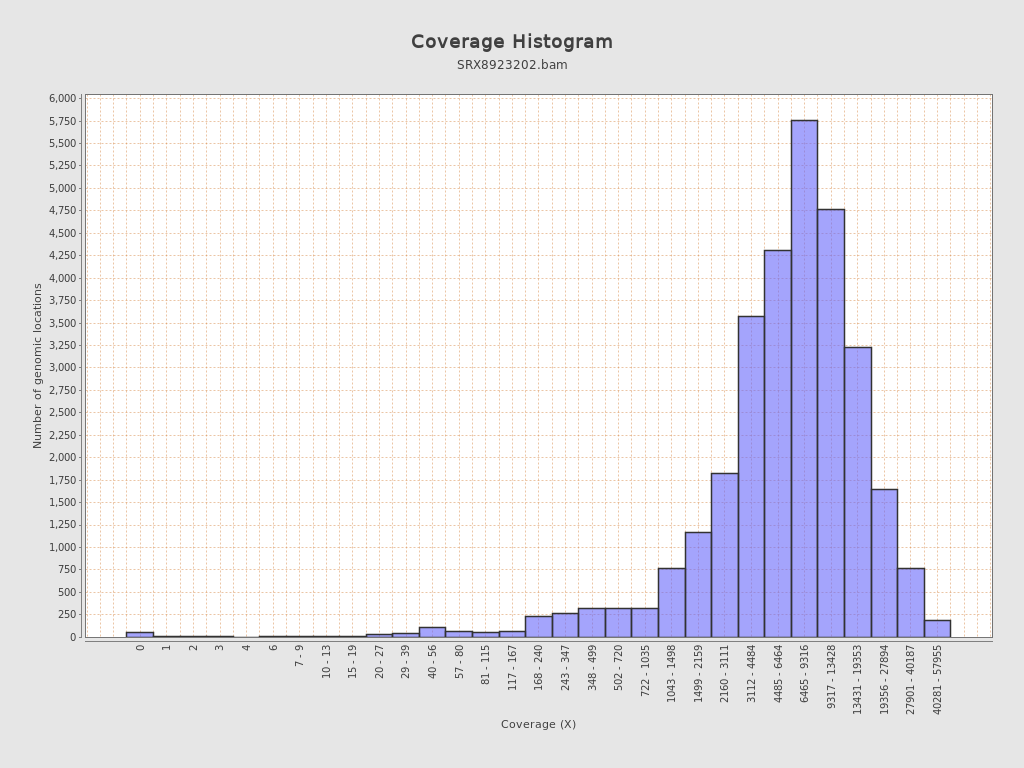 Coverage Histogram
SRX8923202.bam
6,000
5,750
5,500
5,250
5,000
4,750
4,500
4,250
4,000
3,750
3,500
3,250
3,000
2,750
2,500
2,250
2,000
1,750
1,500
1,250
1,000
750
500
250
0
Number of genomic locations
0
1
2
3
4
6
7 - 9
10 - 13
15 - 19
20 - 27
29 - 39
40 - 56
57 - 80
81 - 115
117 - 167
168 - 240
243 - 347
348 - 499
502 - 720
722 - 1035
1043 - 1498
1499 - 2159
2160 - 3111
3112 - 4484
4485 - 6464
6465 - 9316
9317 - 13428
13431 - 19353
19356 - 27894
27901 - 40187
40281 - 57955
Coverage (X)